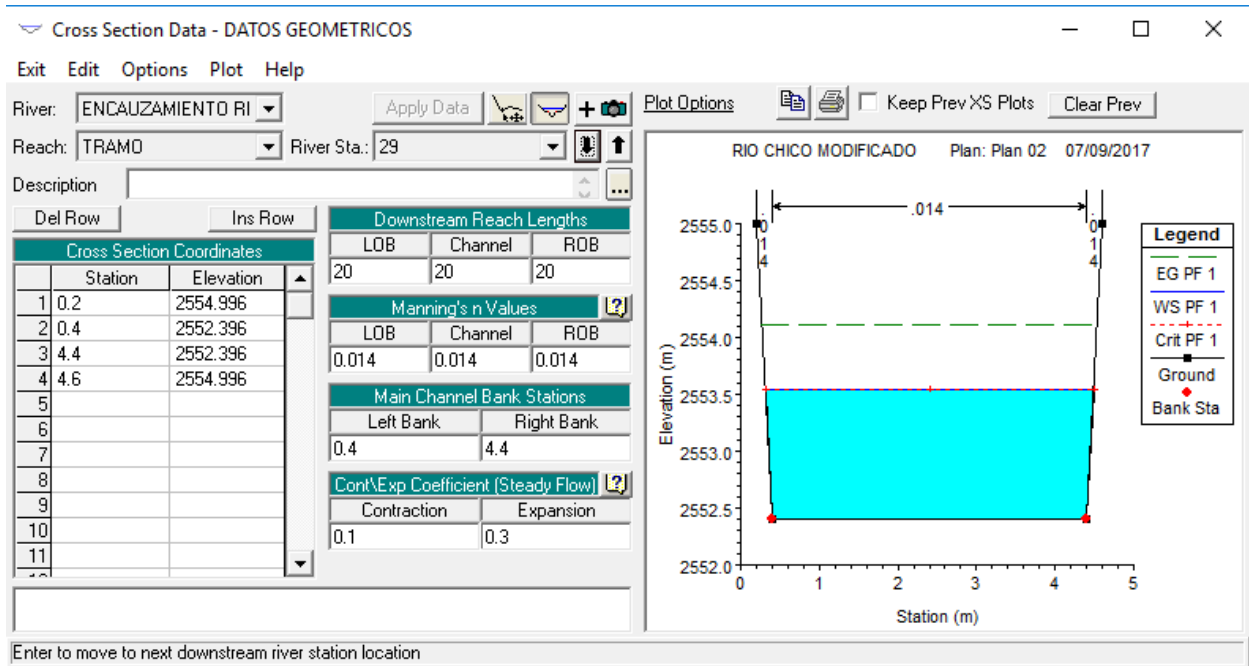 Cross Section Data - DATOS GEOMETRICOS
Exit Edit Options Plot Help
River: ENCAUZAMIENTO RI Apply Data
Reach: TRAMO River Sta.: 29
Description ...
Del Row Ins Row
Cross Section Coordinates
Station Elevation
1 0.2 2554.996
2 0.4 2552.396
3 4.4 2552.396
4 4.6 2554.996
5
6
7
8
9
10
11
Downstream Reach Lengths
LOB Channel ROB
20 20 20
Manning's n Values
LOB Channel ROB
0.014 0.014 0.014
Main Channel Bank Stations
Left Bank Right Bank
0.4 4.4
Cont\Exp Coefficient (Steady Flow)
Contraction Expansion
0.1 0.3
Plot Options Keep Prev XS Plots Clear Prev
RIO CHICO MODIFICADO Plan: Plan 02 07/09/2017
.014
.014
.014
2555.0
2554.5
2554.0
2553.5
2553.0
2552.5
2552.0
Elevation (m)
0 1 2 3 4 5
Station (m)
Legend
EG PF 1
WS PF 1
Crit PF 1
Ground
Bank Sta
Enter to move to next downstream river station location